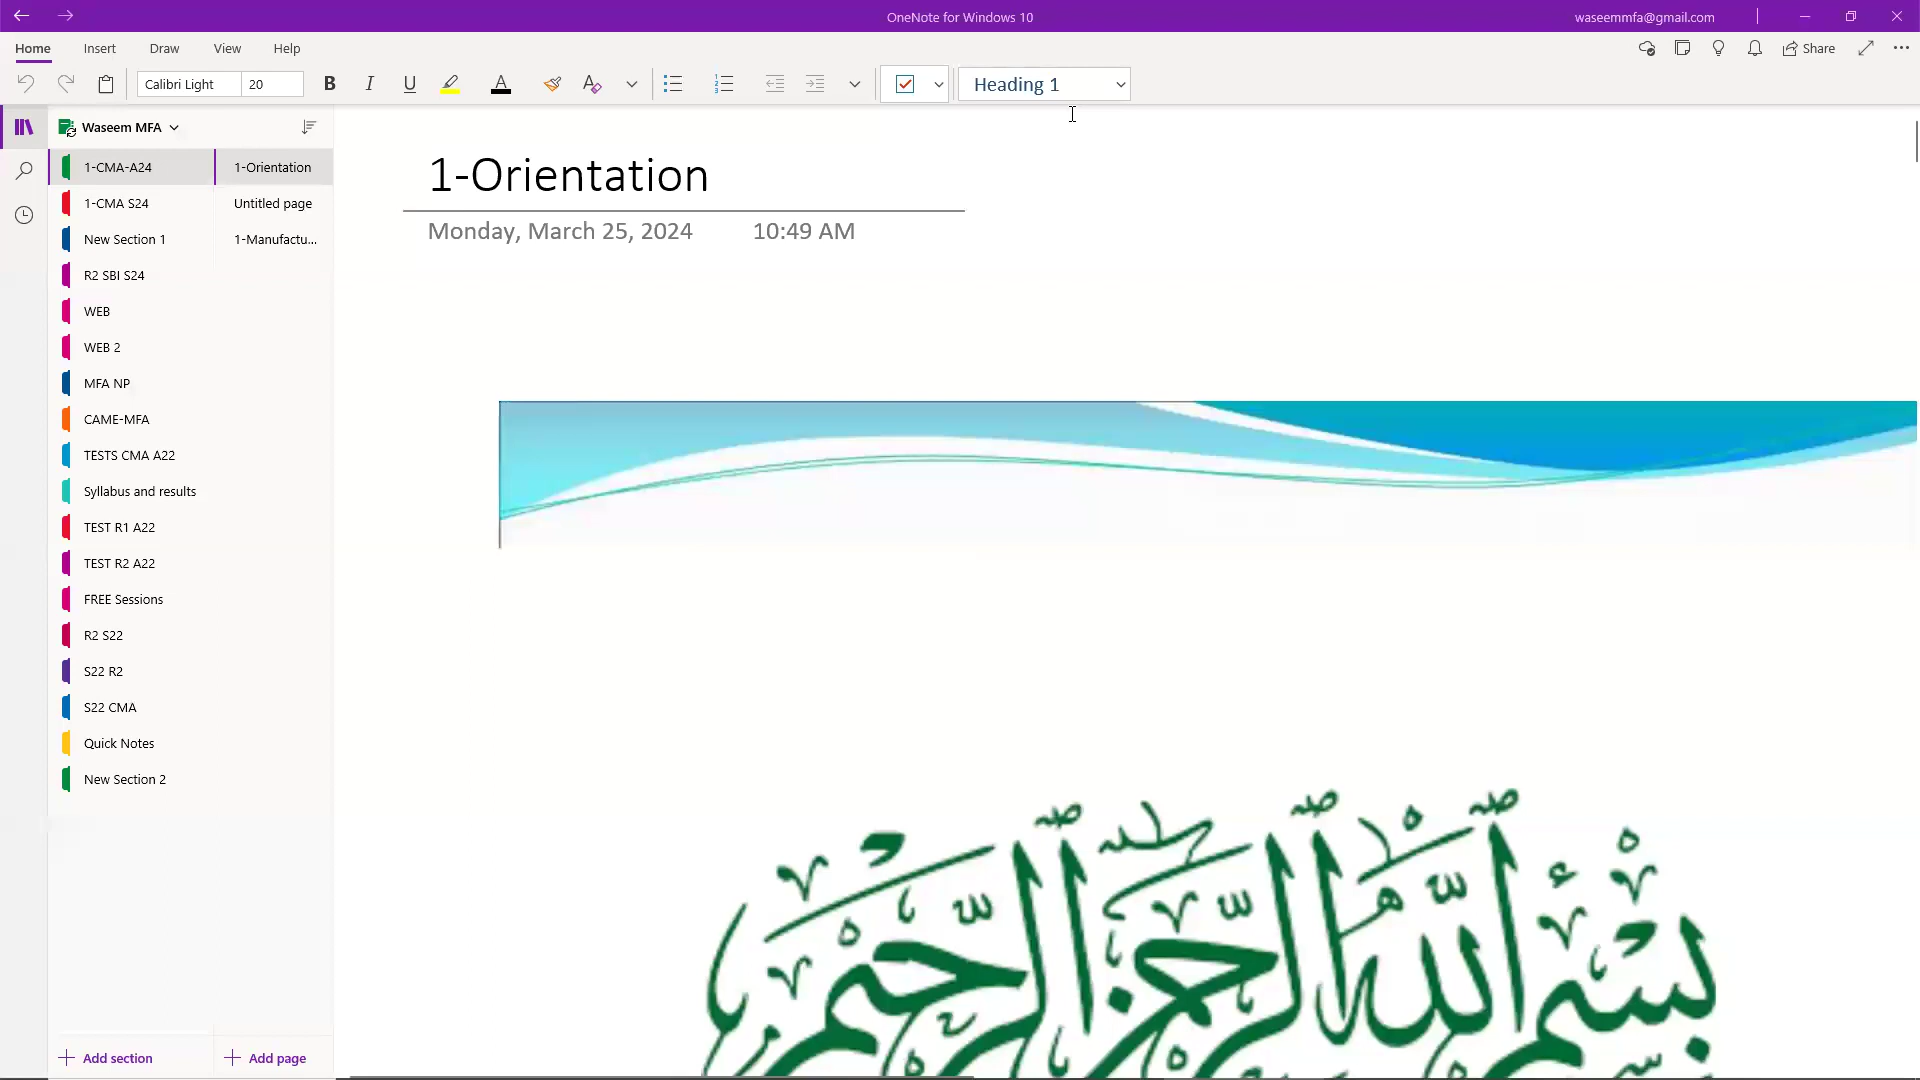 OneNote for Windows 10
waseemmfa@gmail.com
Home
Insert
Draw
View
Help
Share
Calibri Light
20
B
I
U
A
A
Heading 1
Waseem MFA
1-CMA-A24
1-CMA S24
New Section 1
R2 SBI S24
WEB
WEB 2
MFA NP
CAME-MFA
TESTS CMA A22
Syllabus and results
TEST R1 A22
TEST R2 A22
FREE Sessions
R2 S22
S22 R2
S22 CMA
Quick Notes
New Section 2
Add section
1-Orientation
Untitled page
1-Manufactu...
Add page
1-Orientation
Monday, March 25, 2024
10:49 AM
بسم الله الرحمن الرحيم